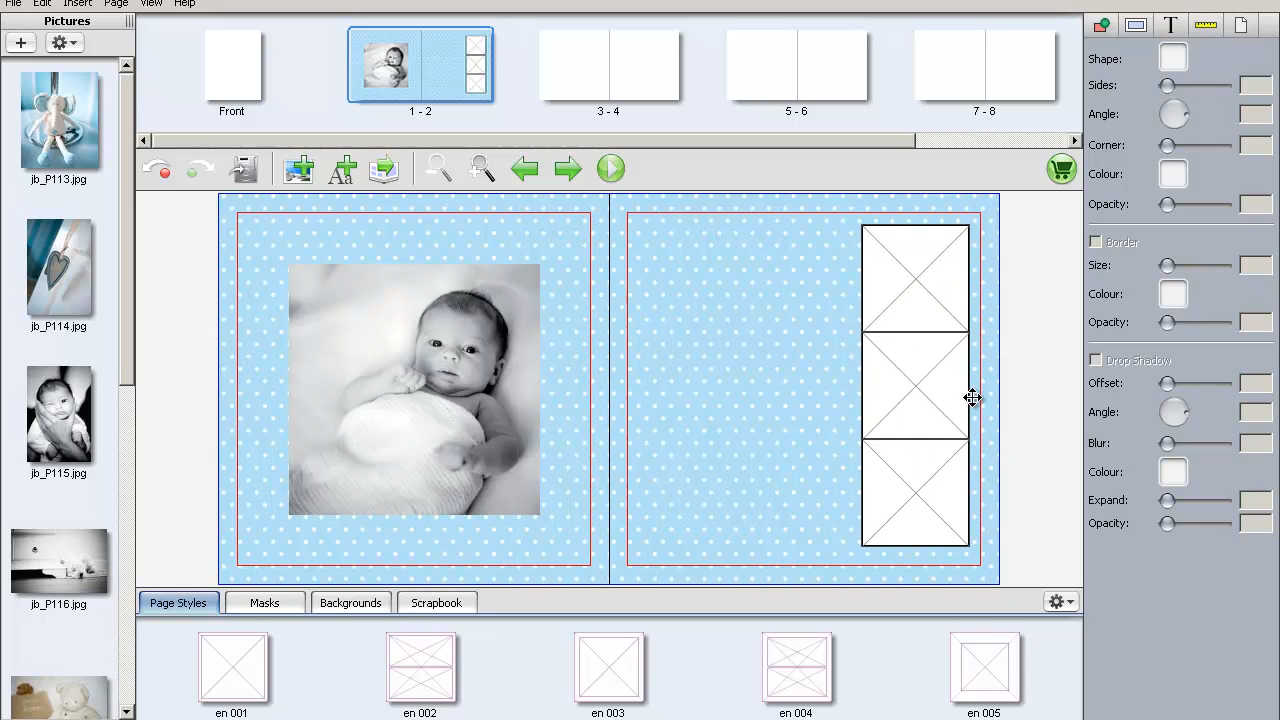 File Edit Insert Page View Help
Pictures
jb_P113.jpg
jb_P114.jpg
jb_P115.jpg
jb_P116.jpg
Front
1 - 2
3 - 4
5 - 6
7 - 8
Aa
T
Page Styles
Masks
Backgrounds
Scrapbook
en 001
en 002
en 003
en 004
en 005
Shape:
Sides:
Angle:
Corner:
Colour:
Opacity:
Border
Size:
Colour:
Opacity:
Drop Shadow
Offset:
Angle:
Blur:
Colour:
Expand:
Opacity: